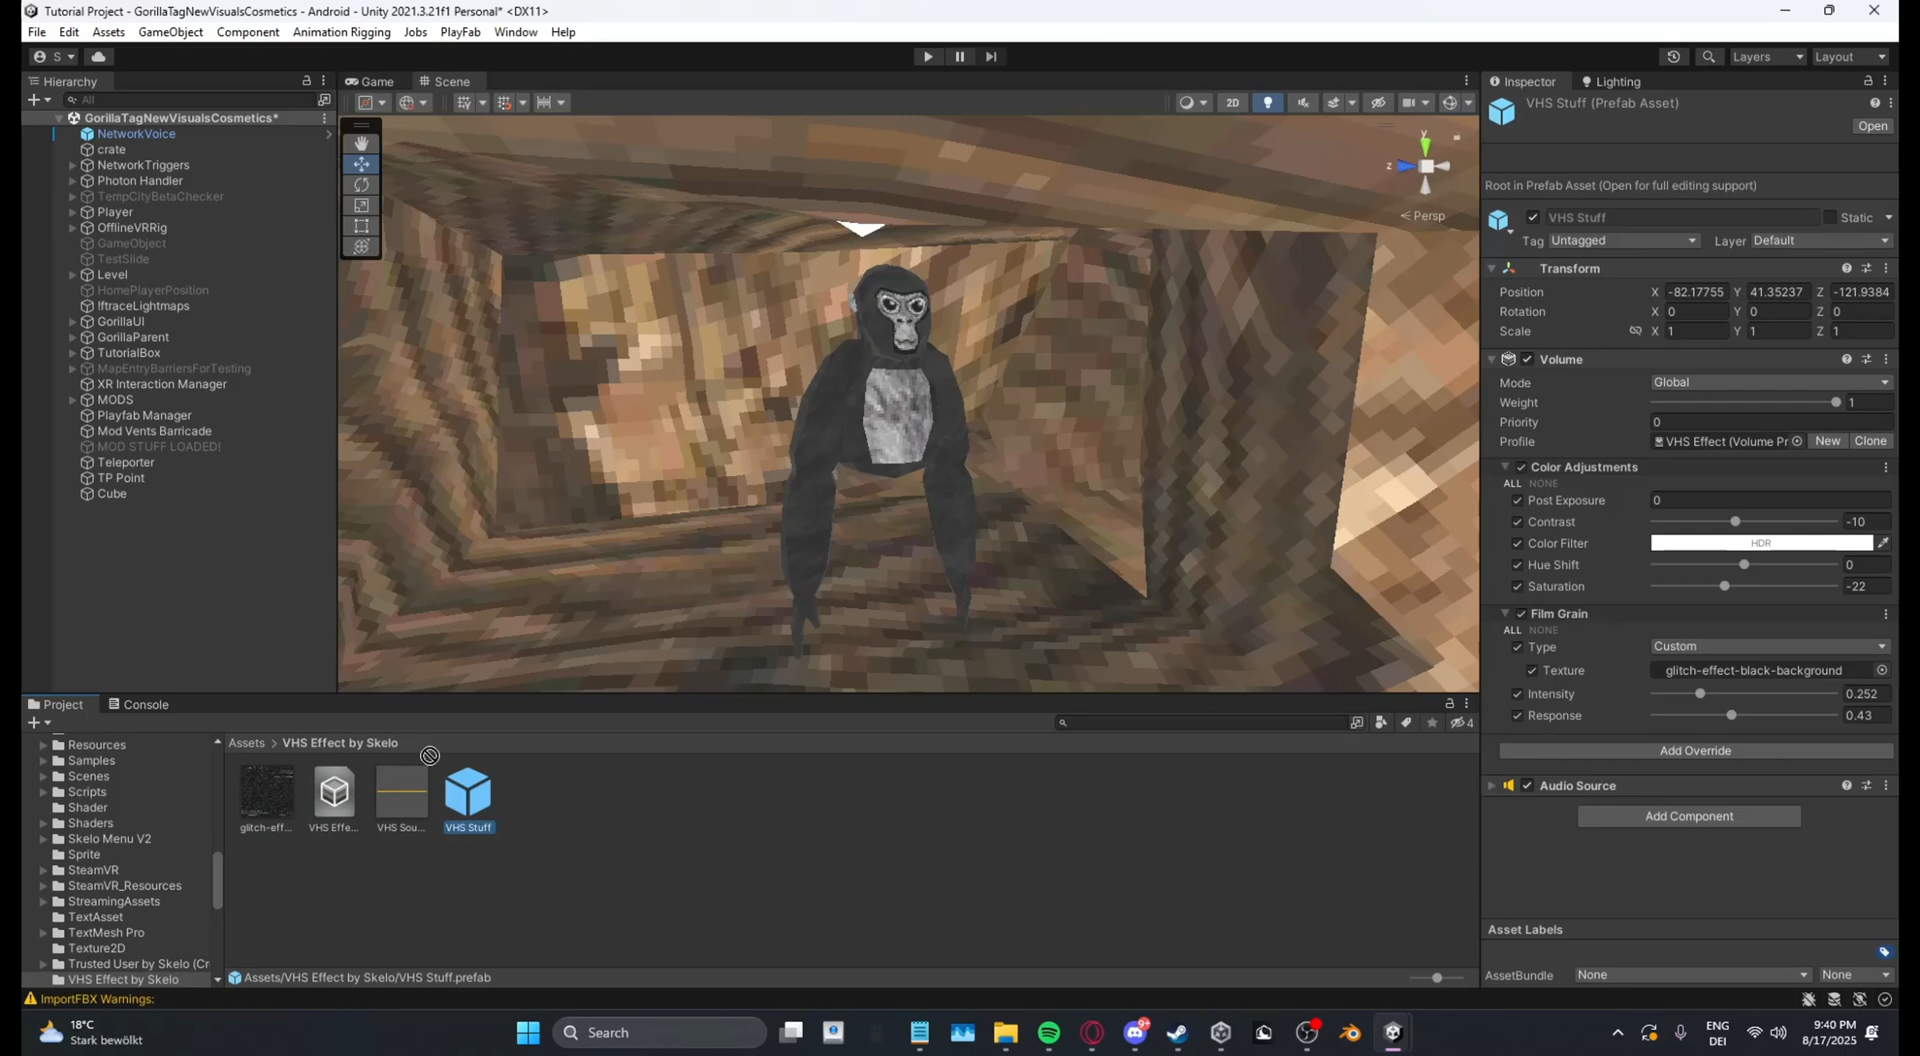 Tutorial Project - GorillaTagNewVisualsCosmetics - Android - Unity 2021.3.21f1 Personal* <DX11>
File Edit Assets GameObject Component Animation Rigging Jobs PlayFab Window Help
S
Layers Layout
Hierarchy
All
GorillaTagNewVisualsCosmetics*
NetworkVoice
crate
NetworkTriggers
Photon Handler
TempCityBetaChecker
Player
OfflineVRRig
GameObject
TestSlide
Level
HomePlayerPosition
!ftraceLightmaps
GorillaUI
GorillaParent
TutorialBox
MapEntryBarriersForTesting
XR Interaction Manager
MODS
Playfab Manager
Mod Vents Barricade
MOD STUFF LOADED!
Teleporter
TP Point
Cube
Game Scene
2D
y
z
Persp
Inspector Lighting
VHS Stuff (Prefab Asset)
Open
Root in Prefab Asset (Open for full editing support)
VHS Stuff Static
Tag Untagged Layer Default
Transform
Position X -82.17755 Y 41.35237 Z -121.9384
Rotation X 0 Y 0 Z 0
Scale X 1 Y 1 Z 1
Volume
Mode Global
Weight 1
Priority 0
Profile VHS Effect (Volume Pr New Clone
Color Adjustments
ALL NONE
Post Exposure 0
Contrast -10
Color Filter HDR
Hue Shift 0
Saturation -22
Film Grain
ALL NONE
Type Custom
Texture glitch-effect-black-background
Intensity 0.252
Response 0.43
Add Override
Audio Source
Add Component
Asset Labels
AssetBundle None None
Project Console
4
Resources
Samples
Scenes
Scripts
Shader
Shaders
Skelo Menu V2
Sprite
SteamVR
SteamVR_Resources
StreamingAssets
TextAsset
TextMesh Pro
Texture2D
Trusted User by Skelo (Cr
VHS Effect by Skelo
Assets > VHS Effect by Skelo
glitch-eff... VHS Effe... VHS Sou... VHS Stuff
Assets/VHS Effect by Skelo/VHS Stuff.prefab
ImportFBX Warnings:
18°C
Stark bewölkt
Search
9+
ENG
DEI
9:40 PM
8/17/2025